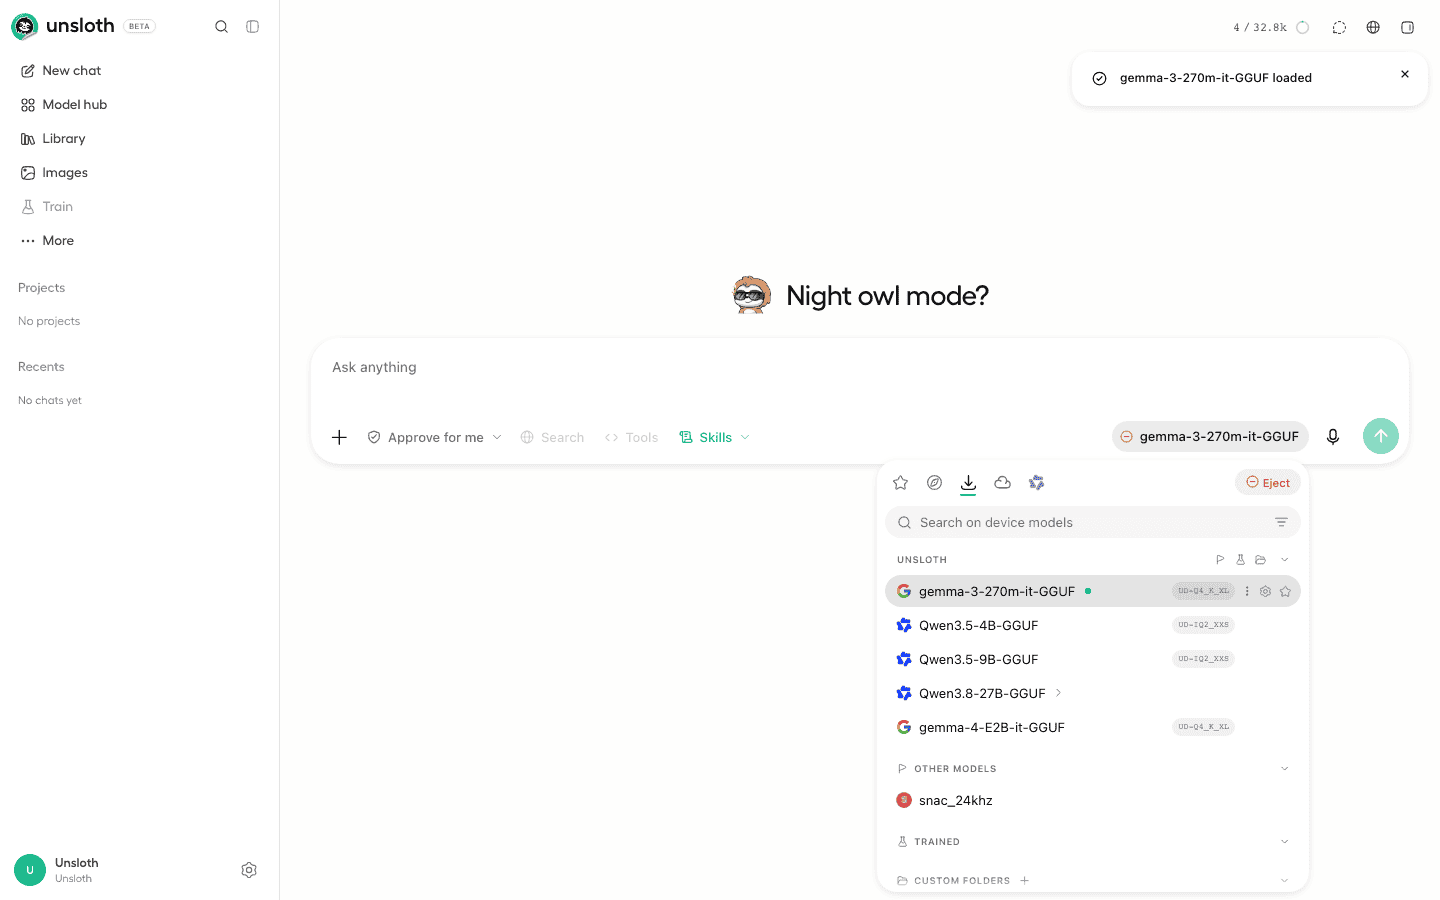 unsloth BETA
New chat
Model hub
Library
Images
Train
More
Projects
No projects
Recents
No chats yet
U
Unsloth
Unsloth
4 / 32.8k
gemma-3-270m-it-GGUF loaded
Night owl mode?
Ask anything
Approve for me
Search
Tools
Skills
gemma-3-270m-it-GGUF
Eject
Search on device models
UNSLOTH
gemma-3-270m-it-GGUF UD-Q4_K_XL
Qwen3.5-4B-GGUF UD-IQ2_XXS
Qwen3.5-9B-GGUF UD-IQ2_XXS
Qwen3.8-27B-GGUF
gemma-4-E2B-it-GGUF UD-Q4_K_XL
OTHER MODELS
snac_24khz
TRAINED
CUSTOM FOLDERS